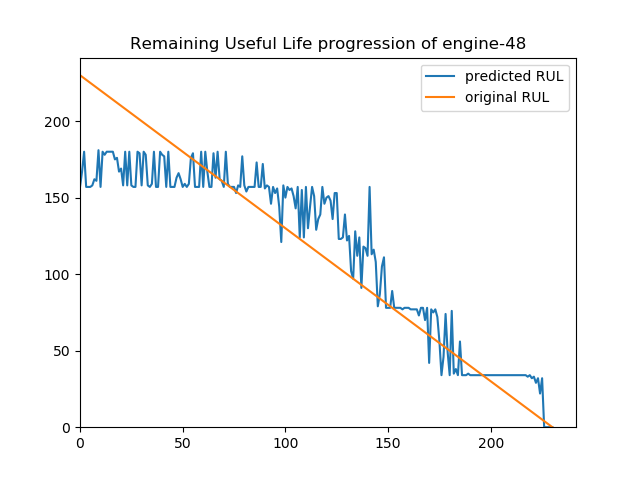 Remaining Useful Life progression of engine-48
predicted RUL
original RUL
200
150
100
50
0
0 50 100 150 200